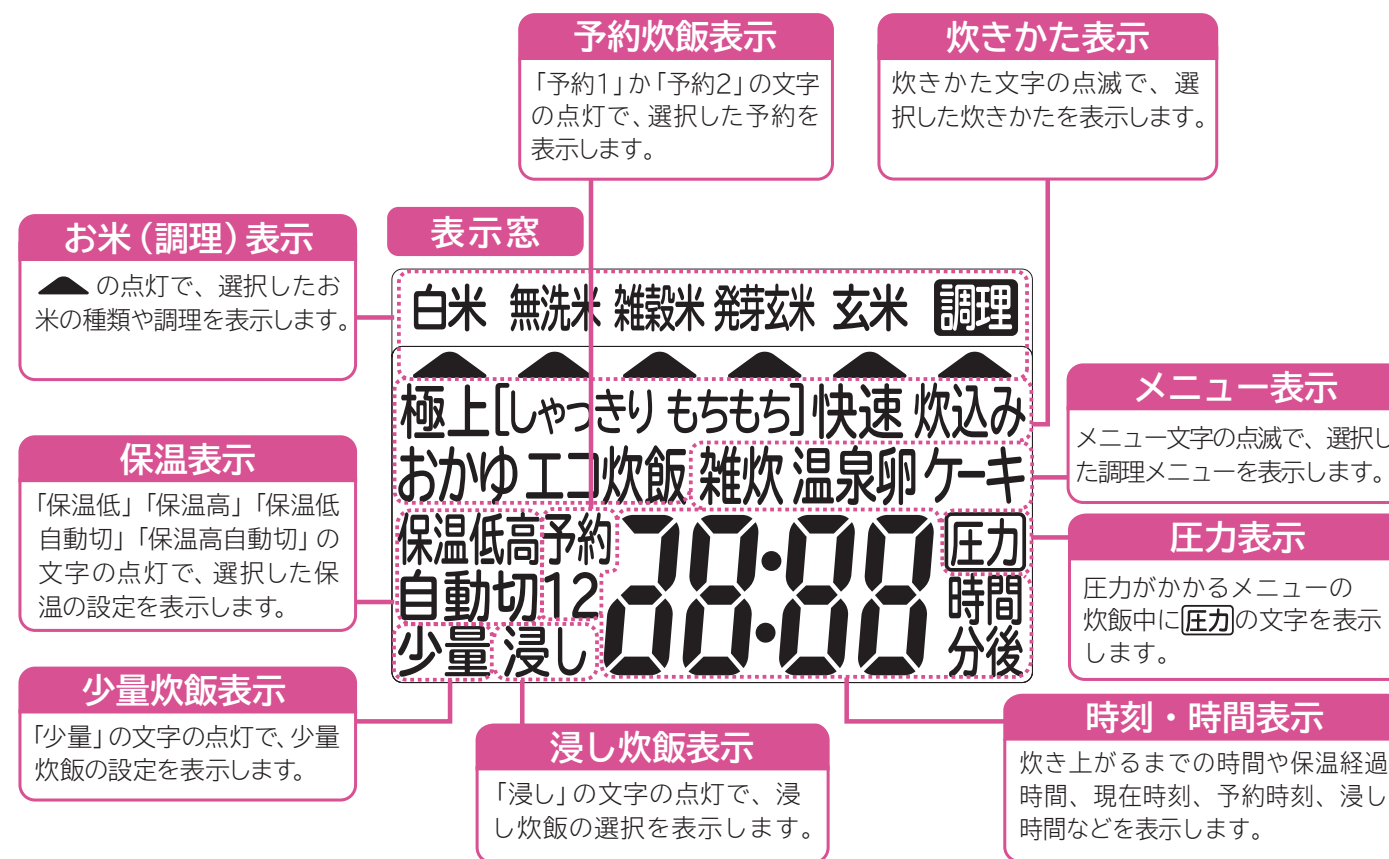 予約炊飯表示
「予約1」か「予約2」の文字
の点灯で、選択した予約を
表示します。
炊きかた表示
炊きかた文字の点滅で、選
択した炊きかたを表示します。
お米（調理）表示
の点灯で、選択したお
米の種類や調理を表示します。
表示窓
白米 無洗米 雑穀米 発芽玄米 玄米 調理
極上[しゃっきり もちもち]快速 炊込み
おかゆ エコ炊飯 雑炊 温泉卵 ケーキ
保温低高 予約 圧力
自動切 12 38:88 時間
少量 浸し 分後
メニュー表示
メニュー文字の点滅で、選択し
た調理メニューを表示します。
保温表示
「保温低」「保温高」「保温低
自動切」「保温高自動切」の
文字の点灯で、選択した保
温の設定を表示します。
圧力表示
圧力がかかるメニューの
炊飯中に圧力の文字を表示
します。
少量炊飯表示
「少量」の文字の点灯で、少量
炊飯の設定を表示します。
浸し炊飯表示
「浸し」の文字の点灯で、浸
し炊飯の選択を表示します。
時刻・時間表示
炊き上がるまでの時間や保温経過
時間、現在時刻、予約時刻、浸し
時間などを表示します。